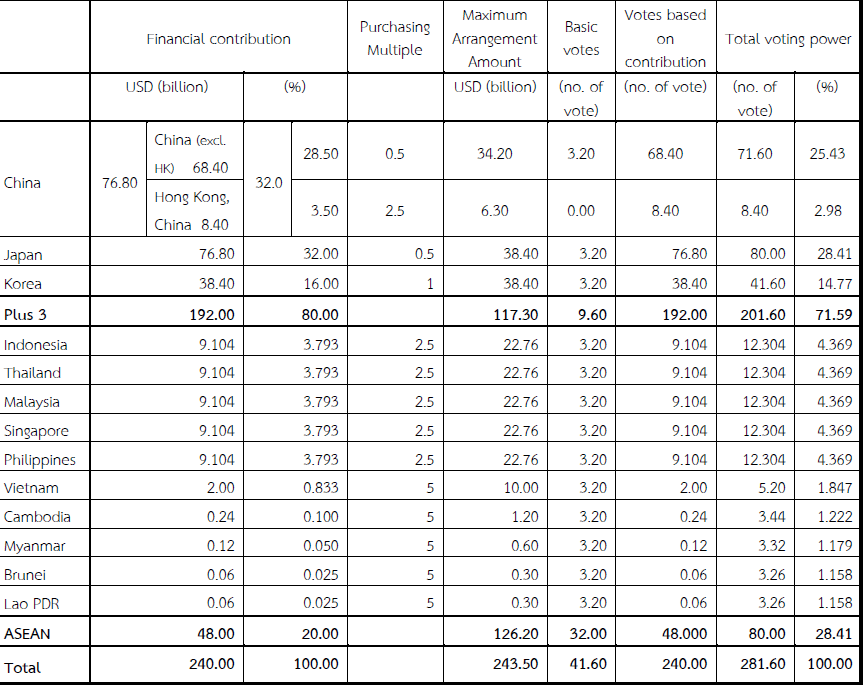 Financial contribution Purchasing Multiple Maximum Arrangement Amount Basic votes Votes based on contribution Total voting power
USD (billion) (%) USD (billion) (no. of vote) (no. of vote) (no. of vote) (%)
China 76.80 China (excl. HK) 68.40 32.0 28.50 0.5 34.20 3.20 68.40 71.60 25.43
Hong Kong, China 8.40 3.50 2.5 6.30 0.00 8.40 8.40 2.98
Japan 76.80 32.00 0.5 38.40 3.20 76.80 80.00 28.41
Korea 38.40 16.00 1 38.40 3.20 38.40 41.60 14.77
Plus 3 192.00 80.00 117.30 9.60 192.00 201.60 71.59
Indonesia 9.104 3.793 2.5 22.76 3.20 9.104 12.304 4.369
Thailand 9.104 3.793 2.5 22.76 3.20 9.104 12.304 4.369
Malaysia 9.104 3.793 2.5 22.76 3.20 9.104 12.304 4.369
Singapore 9.104 3.793 2.5 22.76 3.20 9.104 12.304 4.369
Philippines 9.104 3.793 2.5 22.76 3.20 9.104 12.304 4.369
Vietnam 2.00 0.833 5 10.00 3.20 2.00 5.20 1.847
Cambodia 0.24 0.100 5 1.20 3.20 0.24 3.44 1.222
Myanmar 0.12 0.050 5 0.60 3.20 0.12 3.32 1.179
Brunei 0.06 0.025 5 0.30 3.20 0.06 3.26 1.158
Lao PDR 0.06 0.025 5 0.30 3.20 0.06 3.26 1.158
ASEAN 48.00 20.00 126.20 32.00 48.000 80.00 28.41
Total 240.00 100.00 243.50 41.60 240.00 281.60 100.00